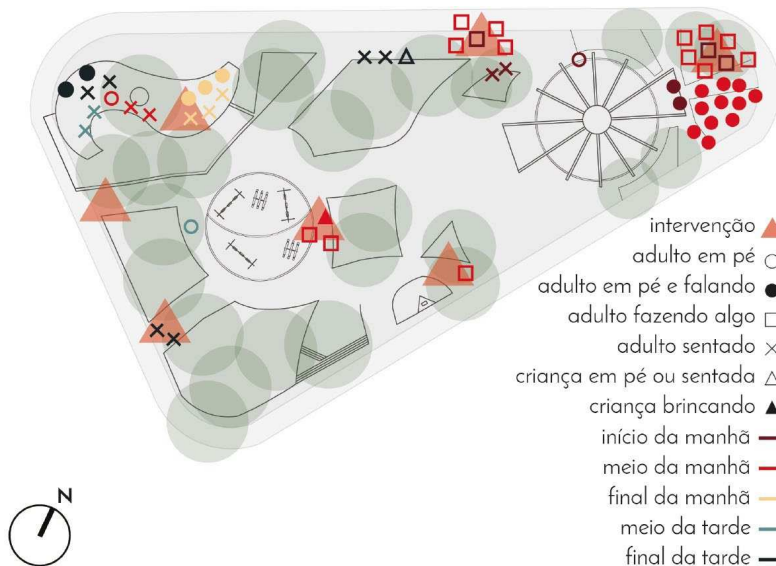 intervenção
adulto em pé
adulto em pé e falando
adulto fazendo algo
adulto sentado
criança em pé ou sentada
criança brincando
início da manhã
meio da manhã
final da manhã
meio da tarde
final da tarde
N